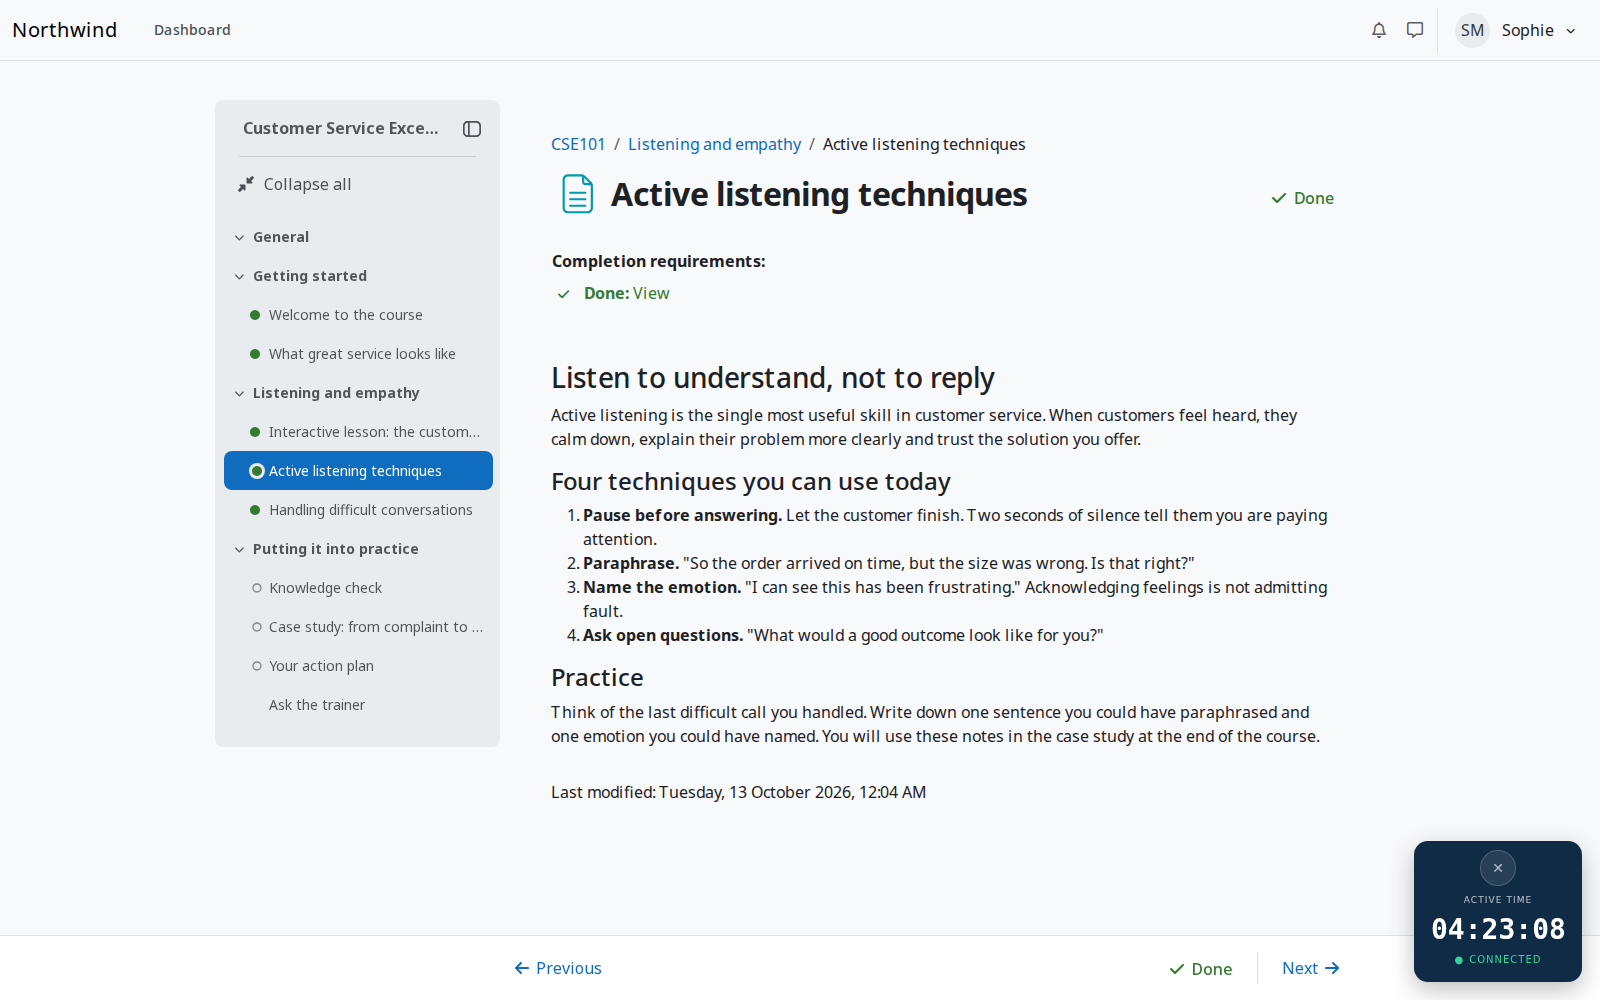 Northwind
Dashboard
SM
Sophie
Customer Service Exce...
Collapse all
General
Getting started
Welcome to the course
What great service looks like
Listening and empathy
Interactive lesson: the custom...
Active listening techniques
Handling difficult conversations
Putting it into practice
Knowledge check
Case study: from complaint to ...
Your action plan
Ask the trainer
CSE101 / Listening and empathy / Active listening techniques
Active listening techniques
Done
Completion requirements:
Done: View
Listen to understand, not to reply
Active listening is the single most useful skill in customer service. When customers feel heard, they
calm down, explain their problem more clearly and trust the solution you offer.
Four techniques you can use today
1. Pause before answering. Let the customer finish. Two seconds of silence tell them you are paying
attention.
2. Paraphrase. "So the order arrived on time, but the size was wrong. Is that right?"
3. Name the emotion. "I can see this has been frustrating." Acknowledging feelings is not admitting
fault.
4. Ask open questions. "What would a good outcome look like for you?"
Practice
Think of the last difficult call you handled. Write down one sentence you could have paraphrased and
one emotion you could have named. You will use these notes in the case study at the end of the course.
Last modified: Tuesday, 13 October 2026, 12:04 AM
Previous
Done
Next
ACTIVE TIME
04:23:08
CONNECTED